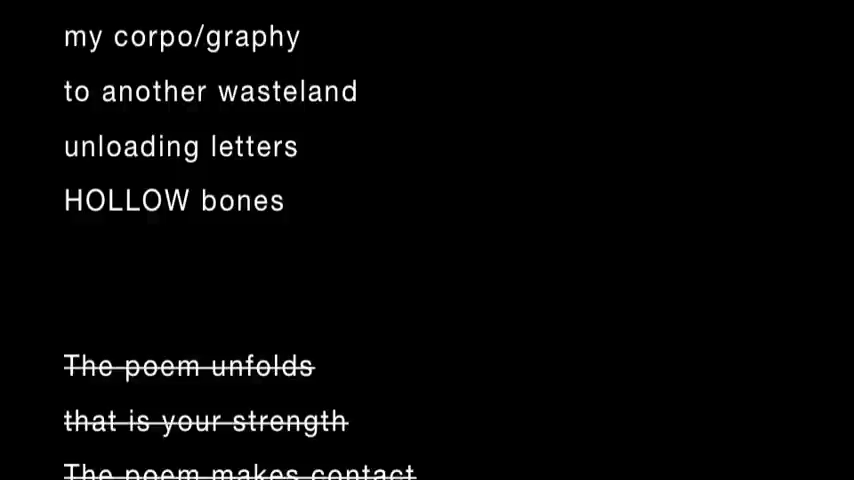 my corpo/graphy
to another wasteland
unloading letters
HOLLOW bones
The poem unfolds
that is your strength
The poem makes contact